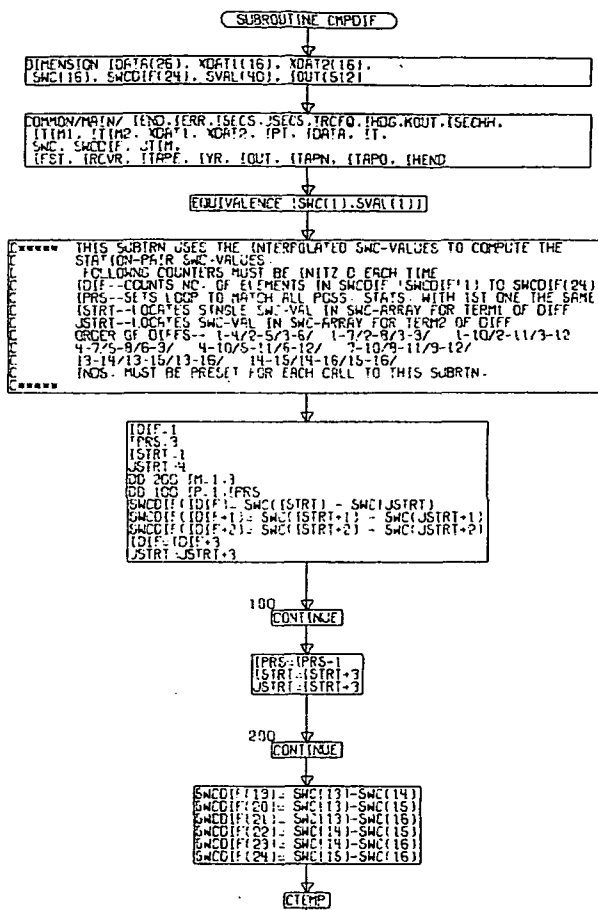 SUBROUTINE CMPDIF
DIMENSION IDATA(26), XDAT1(16), XDAT2(16),
SWC(16), SWCDIF(24), SVAL(40), IOUT(512)
COMMON/MAIN/ IEND,IERR,ISECS,JSECS,IRCFQ,IHDG,KOUT,ISECHH,
ITIM1, ITIM2, XDAT1, XDAT2, IPT, IDATA, IT,
SWC, SWCDIF, JTIM,
IFST, IRCVR, ITAPE, IYR, IOUT, ITAPN, ITAPO, IHEND
EQUIVALENCE (SWC(1),SVAL(1))
C***** THIS SUBTRN USES THE INTERPOLATED SWC-VALUES TO COMPUTE THE
C STATION-PAIR SWC-VALUES.
C FOLLOWNG COUNTERS MUST BE INITZ D EACH TIME
C IDIF--COUNTS NO. OF ELEMENTS IN SWCDIF 'SWCDIF'1) TO SWCDIF(24)
C IPRS--SETS LOOP TO MATCH ALL POSS. STATS. WITH 1ST ONE THE SAME
C ISTRT--LOCATES SINGLE SWC-VAL IN SWC-ARRAY FOR TERM1 OF DIFF
C JSTRT--LOCATES SWC-VAL IN SWC-ARRAY FOR TERM2 OF DIFF
C ORDER OF DIFFS-- 1-4/2-5/3-6/ 1-7/2-8/3-9/ 1-10/2-11/3-12
C 4-7/5-8/6-9/ 4-10/5-11/6-12/ 7-10/8-11/9-12/
C 13-14/13-15/13-16/ 14-15/14-16/15-16/
C INDS. MUST BE PRESET FOR EACH CALL TO THIS SUBRTN.
C*****
IDIF=1
IPRS=3
ISTRT=1
JSTRT=4
DO 200 IM=1,3
DO 100 IP=1,IPRS
SWCDIF(IDIF)= SWC(ISTRT) - SWC(JSTRT)
SWCDIF(IDIF+1)= SWC(ISTRT+1) - SWC(JSTRT+1)
SWCDIF(IDIF+2)= SWC(ISTRT+2) - SWC(JSTRT+2)
IDIF=IDIF+3
JSTRT=JSTRT+3
100
CONTINUE
IPRS=IPRS-1
ISTRT=ISTRT+3
JSTRT=ISTRT+3
200
CONTINUE
SWCDIF(19)= SWC(13)-SWC(14)
SWCDIF(20)= SWC(13)-SWC(15)
SWCDIF(21)= SWC(13)-SWC(16)
SWCDIF(22)= SWC(14)-SWC(15)
SWCDIF(23)= SWC(14)-SWC(16)
SWCDIF(24)= SWC(15)-SWC(16)
CTEMP